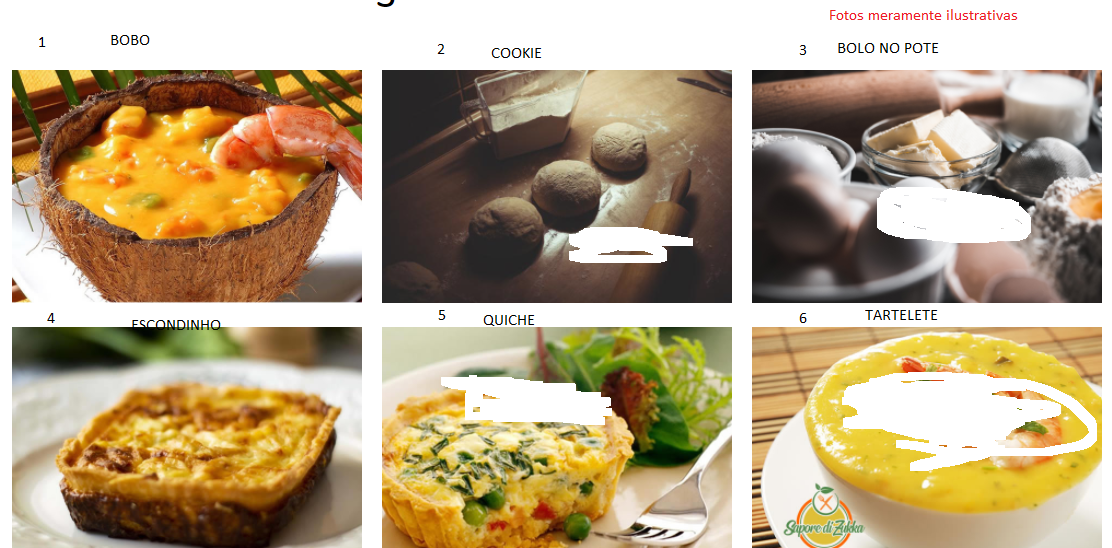 Fotos meramente ilustrativas
1 BOBO
2 COOKIE
3 BOLO NO POTE
4 ESCONDINHO
5 QUICHE
6 TARTELETE
Sapore di Zukka